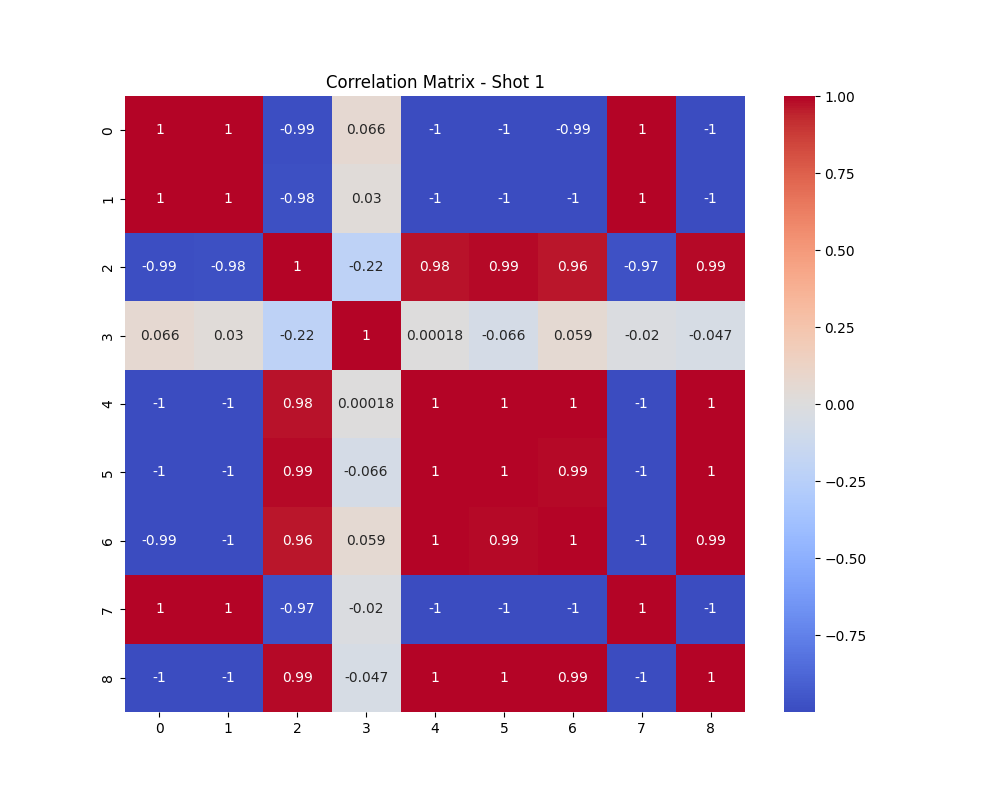 Correlation Matrix - Shot 1
0 1 1 -0.99 0.066 -1 -1 -0.99 1 -1
1 1 1 -0.98 0.03 -1 -1 -1 1 -1
2 -0.99 -0.98 1 -0.22 0.98 0.99 0.96 -0.97 0.99
3 0.066 0.03 -0.22 1 0.00018 -0.066 0.059 -0.02 -0.047
4 -1 -1 0.98 0.00018 1 1 1 -1 1
5 -1 -1 0.99 -0.066 1 1 0.99 -1 1
6 -0.99 -1 0.96 0.059 1 0.99 1 -1 0.99
7 1 1 -0.97 -0.02 -1 -1 -1 1 -1
8 -1 -1 0.99 -0.047 1 1 0.99 -1 1
0 1 2 3 4 5 6 7 8
1.00
0.75
0.50
0.25
0.00
−0.25
−0.50
−0.75